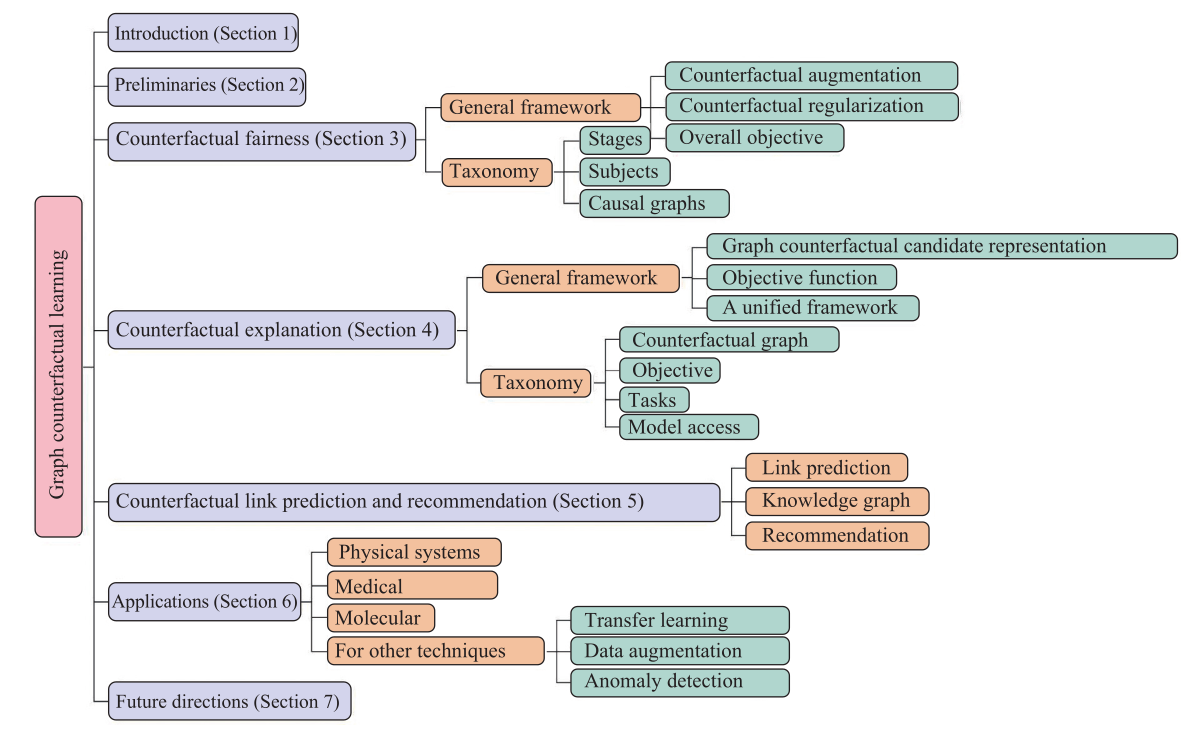 Graph counterfactual learning
Introduction (Section 1)
Preliminaries (Section 2)
Counterfactual fairness (Section 3)
General framework
Counterfactual augmentation
Counterfactual regularization
Overall objective
Taxonomy
Stages
Subjects
Causal graphs
Counterfactual explanation (Section 4)
General framework
Graph counterfactual candidate representation
Objective function
A unified framework
Taxonomy
Counterfactual graph
Objective
Tasks
Model access
Counterfactual link prediction and recommendation (Section 5)
Link prediction
Knowledge graph
Recommendation
Applications (Section 6)
Physical systems
Medical
Molecular
For other techniques
Transfer learning
Data augmentation
Anomaly detection
Future directions (Section 7)